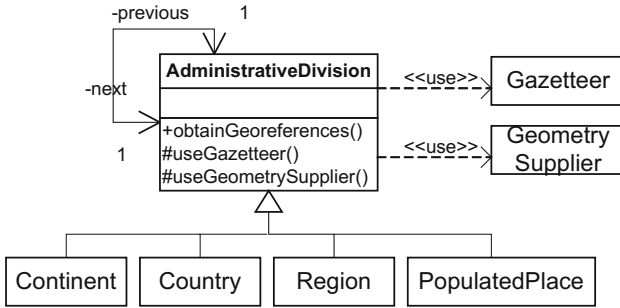 -previous
1
AdministrativeDivision
<<use>>
Gazetteer
-next
+obtainGeoreferences()
1
#useGazetteer()
#useGeometrySupplier()
<<use>>
Geometry
Supplier
Continent
Country
Region
PopulatedPlace